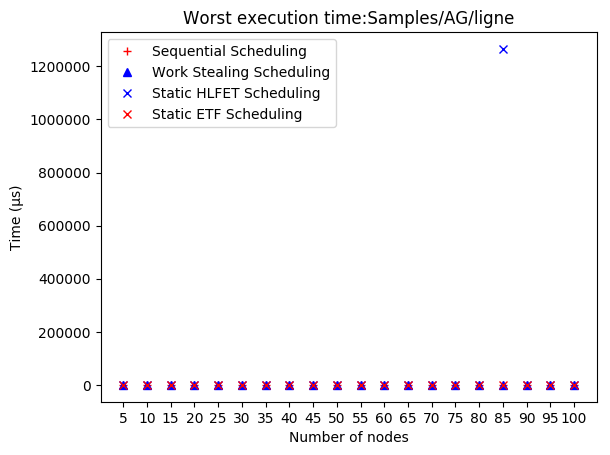 Worst execution time:Samples/AG/ligne
Sequential Scheduling
Work Stealing Scheduling
Static HLFET Scheduling
Static ETF Scheduling
1200000
1000000
800000
600000
400000
200000
0
Time (µs)
5 10 15 20 25 30 35 40 45 50 55 60 65 70 75 80 85 90 95 100
Number of nodes